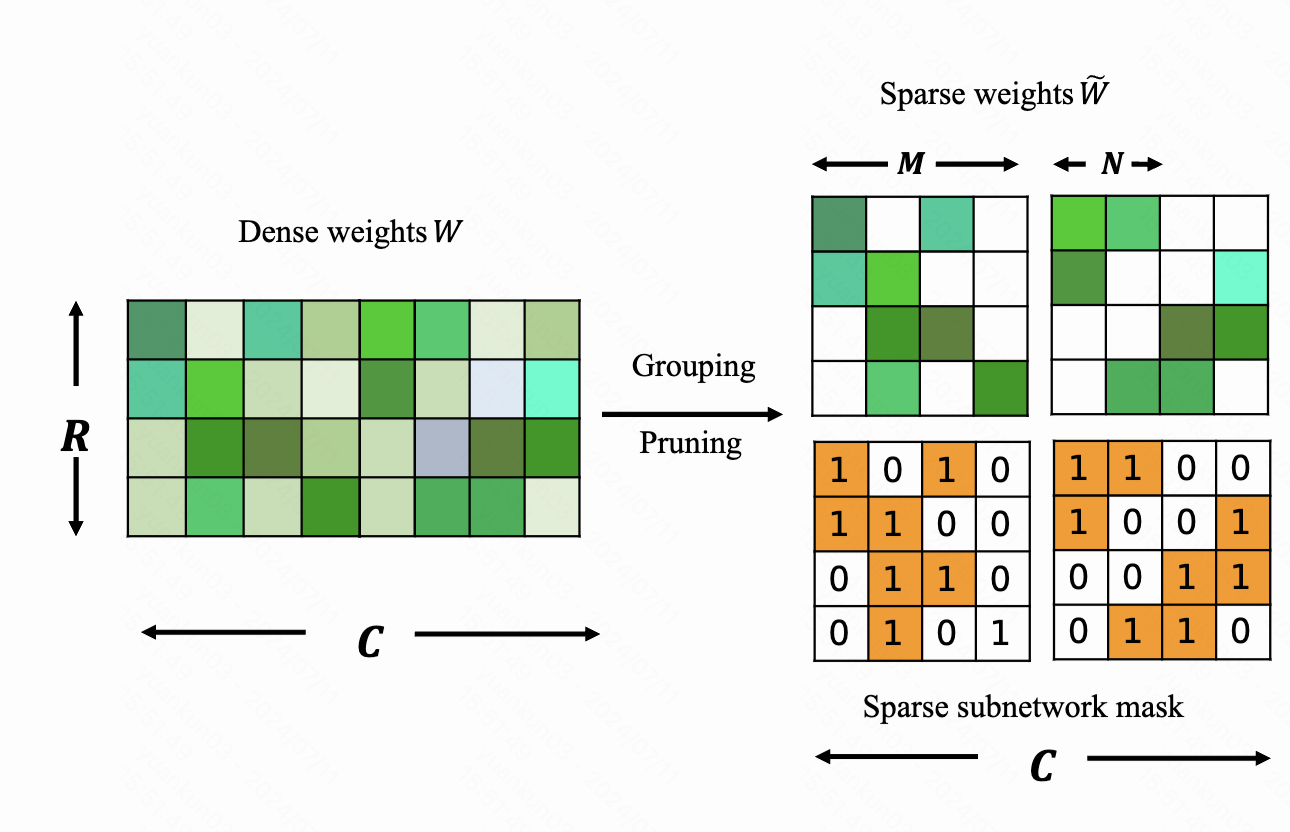 Sparse weights W̃
M N
Dense weights W
R
Grouping
Pruning
C
1 0 1 0 1 1 0 0
1 1 0 0 1 0 0 1
0 1 1 0 0 0 1 1
0 1 0 1 0 1 1 0
Sparse subnetwork mask
C